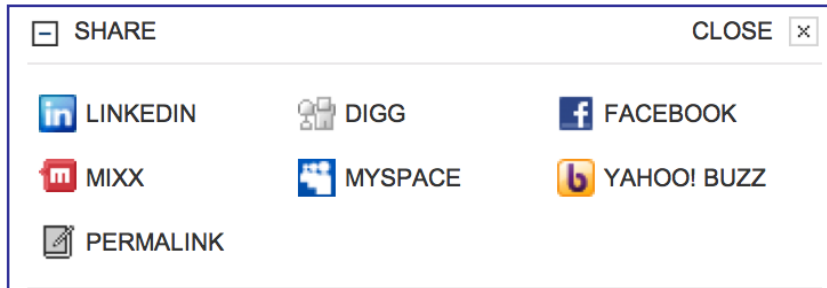 SHARE CLOSE
LINKEDIN DIGG FACEBOOK
MIXX MYSPACE YAHOO! BUZZ
PERMALINK